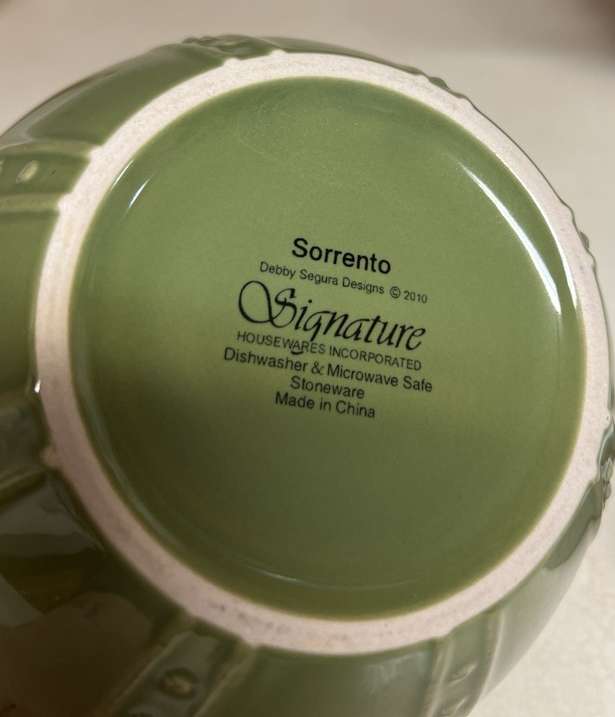 Sorrento
Debby Segura Designs © 2010
Signature
HOUSEWARES INCORPORATED
Dishwasher & Microwave Safe
Stoneware
Made in China